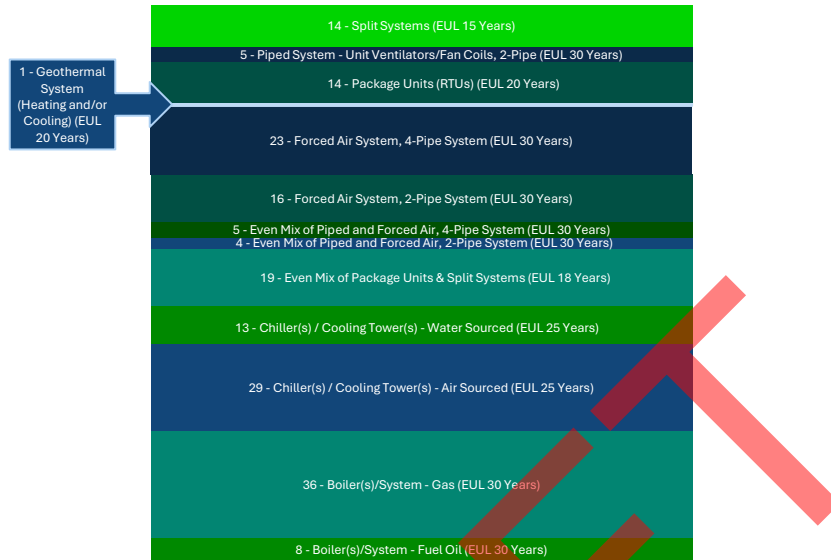 14 - Split Systems (EUL 15 Years)
5 - Piped System - Unit Ventilators/Fan Coils, 2-Pipe (EUL 30 Years)
14 - Package Units (RTUs) (EUL 20 Years)
1 - Geothermal
System
(Heating and/or
Cooling) (EUL
20 Years)
23 - Forced Air System, 4-Pipe System (EUL 30 Years)
16 - Forced Air System, 2-Pipe System (EUL 30 Years)
5 - Even Mix of Piped and Forced Air, 4-Pipe System (EUL 30 Years)
4 - Even Mix of Piped and Forced Air, 2-Pipe System (EUL 30 Years)
19 - Even Mix of Package Units & Split Systems (EUL 18 Years)
13 - Chiller(s) / Cooling Tower(s) - Water Sourced (EUL 25 Years)
29 - Chiller(s) / Cooling Tower(s) - Air Sourced (EUL 25 Years)
36 - Boiler(s)/System - Gas (EUL 30 Years)
8 - Boiler(s)/System - Fuel Oil (EUL 30 Years)